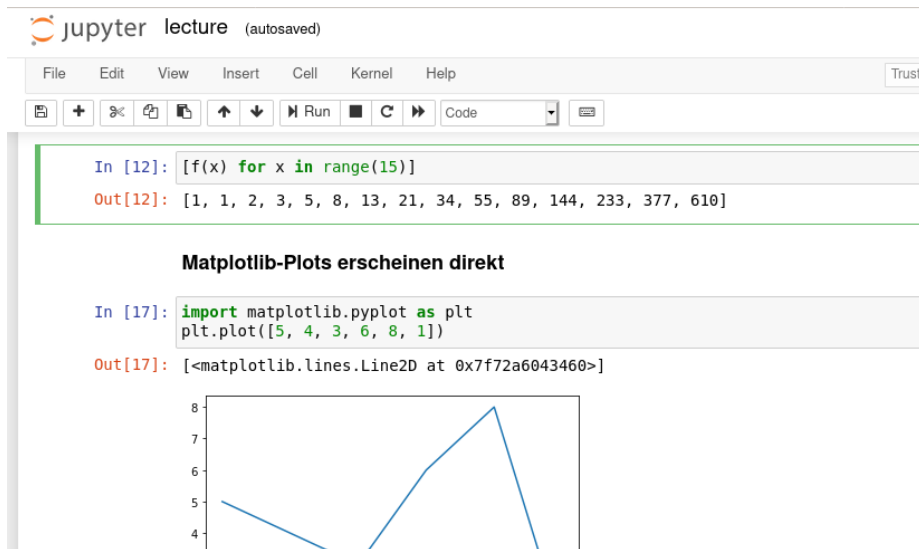 jupyter lecture (autosaved)
File Edit View Insert Cell Kernel Help
Run Code
In [12]: [f(x) for x in range(15)]
Out[12]: [1, 1, 2, 3, 5, 8, 13, 21, 34, 55, 89, 144, 233, 377, 610]
Matplotlib-Plots erscheinen direkt
In [17]: import matplotlib.pyplot as plt
plt.plot([5, 4, 3, 6, 8, 1])
Out[17]: [<matplotlib.lines.Line2D at 0x7f72a6043460>]
8
7
6
5
4